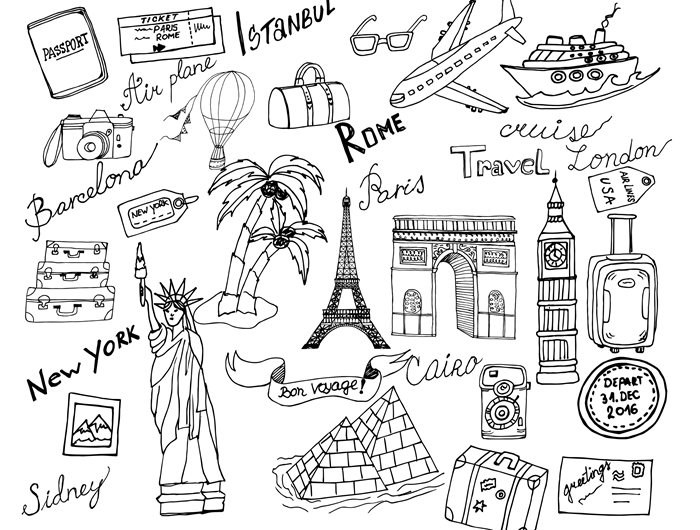 PASSPORT
TICKET
PARIS
ROME
ISTANBUL
Air plane
ROME
cruise
Travel
London
Barcelona
NEW YORK
Paris
AIR LINES
USA
NEW YORK
Bon Voyage!
CAIRO
DEPART
31. DEC
2016
Sidney
greetings